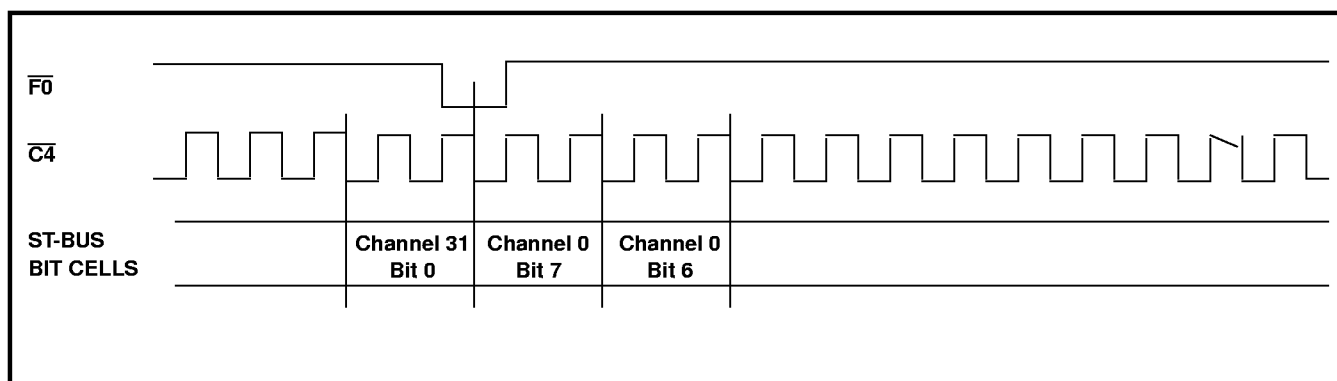 F0
C4
ST-BUS
BIT CELLS
Channel 31
Bit 0
Channel 0
Bit 7
Channel 0
Bit 6